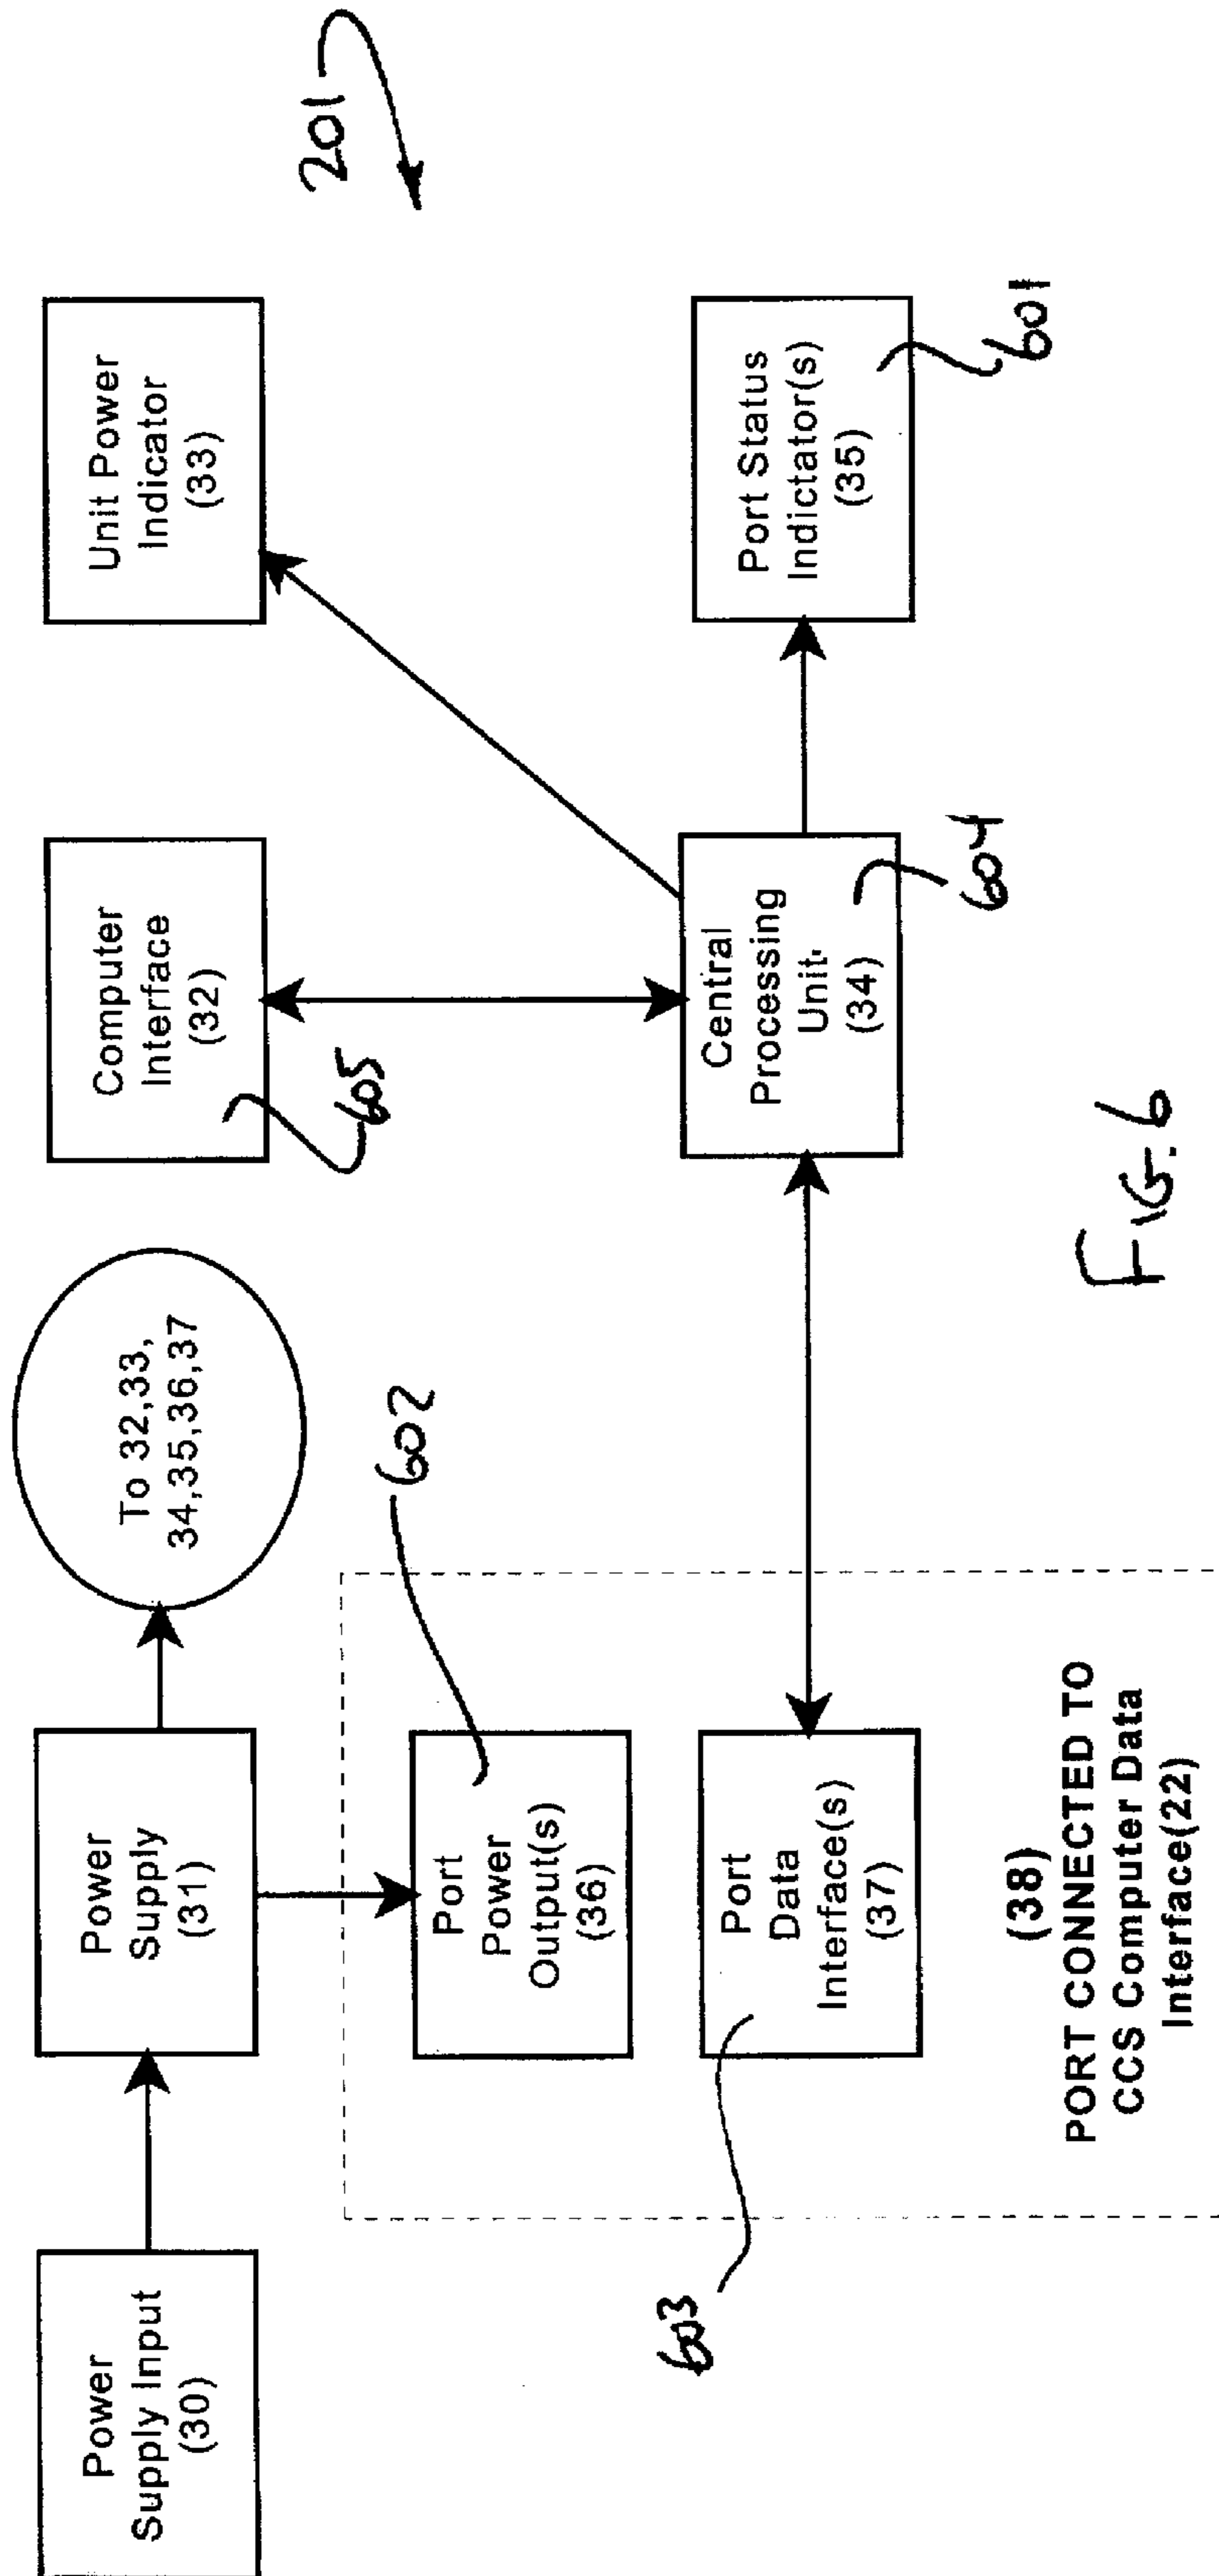 Power
Supply Input
(30)
Power
Supply
(31)
To 32,33,
34,35,36,37
Computer
Interface
(32)
605
Unit Power
Indicator
(33)
201
602
Port
Power
Output(s)
(36)
603
Port
Data
Interface(s)
(37)
Central
Processing
Unit
(34)
604
Port Status
Indictator(s)
(35)
601
(38)
PORT CONNECTED TO
CCS Computer Data
Interface(22)
FIG. 6